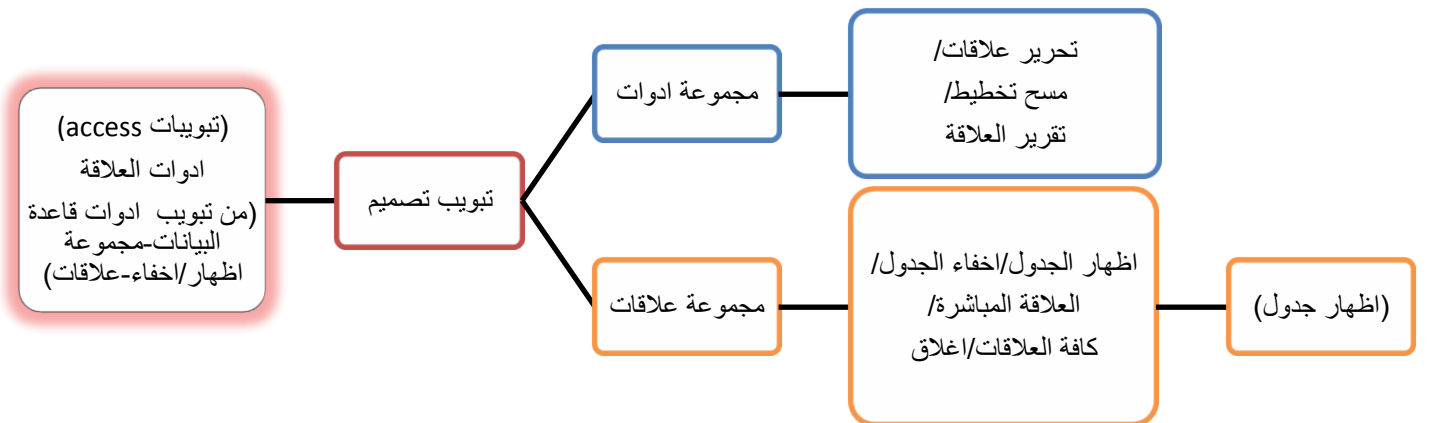 (تبويبات access)
ادوات العلاقة
(من تبويب ادوات قاعدة
البيانات-مجموعة
اظهار/اخفاء-علاقات)
تبويب تصميم
مجموعة ادوات
تحرير علاقات/
مسح تخطيط/
تقرير العلاقة
مجموعة علاقات
اظهار الجدول/اخفاء الجدول/
العلاقة المباشرة/
كافة العلاقات/اغلاق
(اظهار جدول)